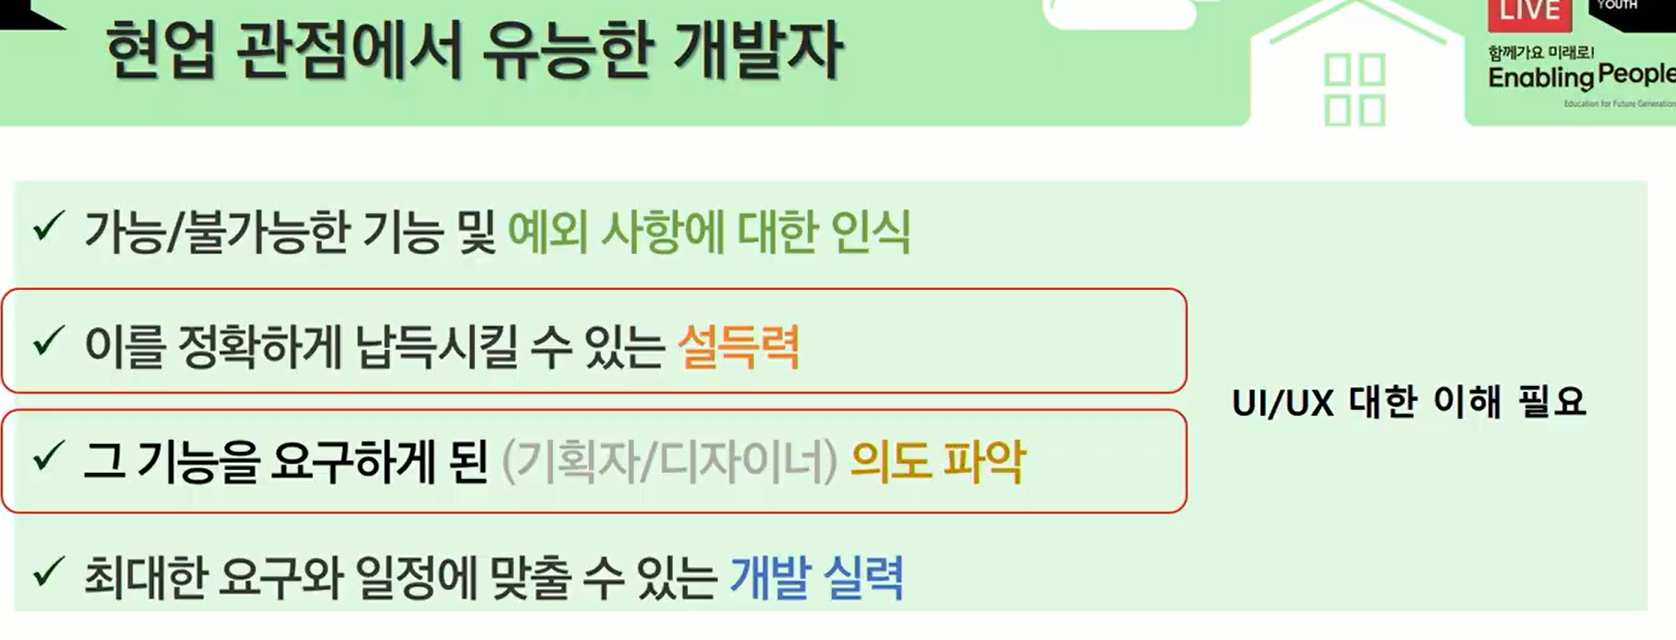 현업 관점에서 유능한 개발자
LIVE
YOUTH
함께가요 미래로!
Enabling People
Education for Future Generation
✓ 가능/불가능한 기능 및 예외 사항에 대한 인식
✓ 이를 정확하게 납득시킬 수 있는 설득력
✓ 그 기능을 요구하게 된 (기획자/디자이너) 의도 파악
✓ 최대한 요구와 일정에 맞출 수 있는 개발 실력
UI/UX 대한 이해 필요